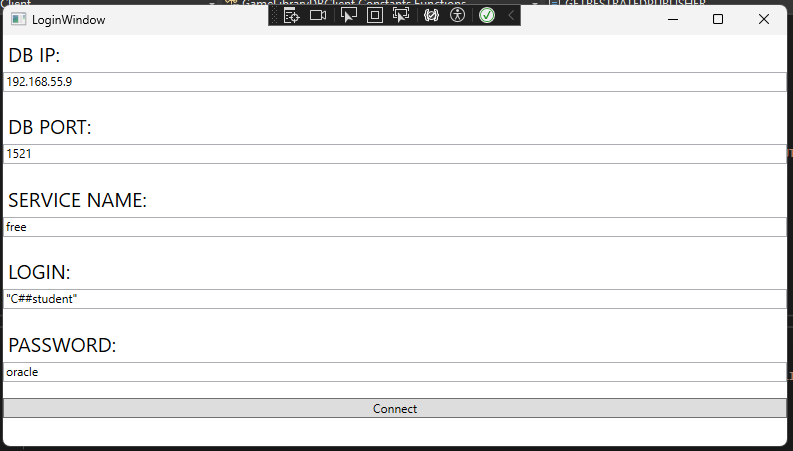 LoginWindow
DB IP:
192.168.55.9
DB PORT:
1521
SERVICE NAME:
free
LOGIN:
"C##student"
PASSWORD:
oracle
Connect